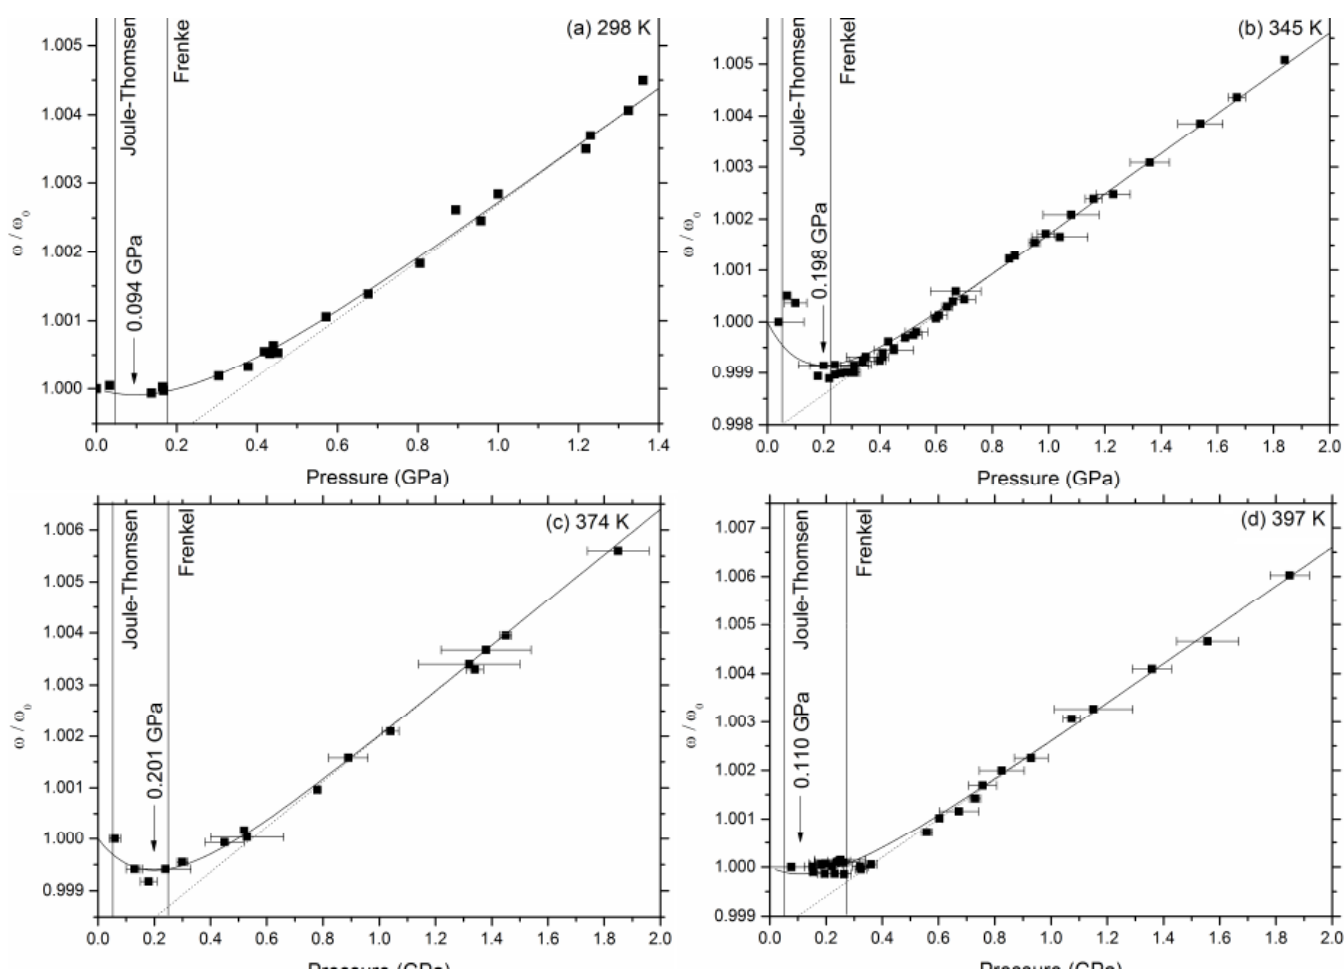 (a) 298 K
Joule-Thomsen
Frenke
0.094 GPa
1.005
1.004
1.003
1.002
1.001
1.000
ω / ω₀
0.0 0.2 0.4 0.6 0.8 1.0 1.2 1.4
Pressure (GPa)
(b) 345 K
Joule-Thomsen
Frenkel
0.198 GPa
1.005
1.004
1.003
1.002
1.001
1.000
0.999
0.998
ω / ω₀
0.0 0.2 0.4 0.6 0.8 1.0 1.2 1.4 1.6 1.8 2.0
Pressure (GPa)
(c) 374 K
Joule-Thomsen
Frenkel
0.201 GPa
1.006
1.005
1.004
1.003
1.002
1.001
1.000
0.999
ω / ω₀
0.0 0.2 0.4 0.6 0.8 1.0 1.2 1.4 1.6 1.8 2.0
Pressure (GPa)
(d) 397 K
Joule-Thomsen
Frenkel
0.110 GPa
1.007
1.006
1.005
1.004
1.003
1.002
1.001
1.000
0.999
ω / ω₀
0.0 0.2 0.4 0.6 0.8 1.0 1.2 1.4 1.6 1.8 2.0
Pressure (GPa)